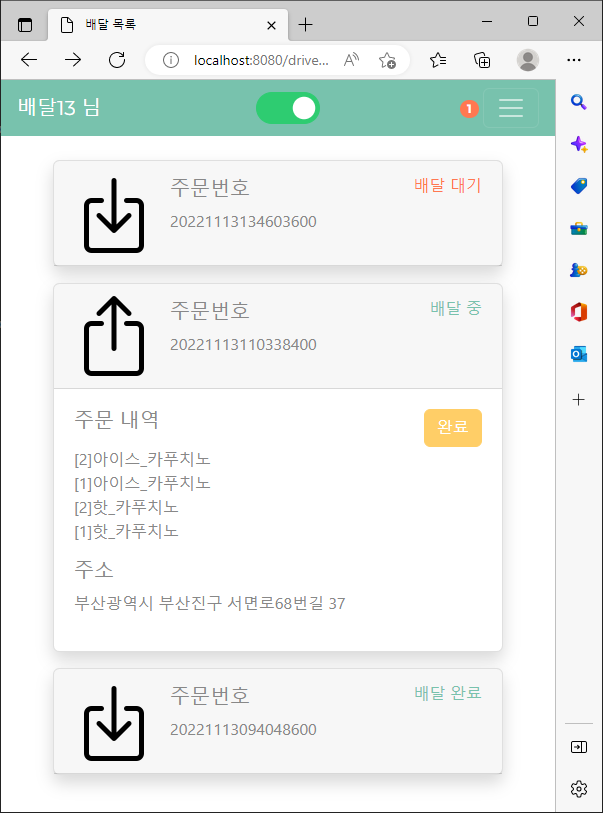 배달 목록
localhost:8080/drive...
배달13 님
1
주문번호
배달 대기
20221113134603600
주문번호
배달 중
20221113110338400
주문 내역
완료
[2]아이스_카푸치노
[1]아이스_카푸치노
[2]핫_카푸치노
[1]핫_카푸치노
주소
부산광역시 부산진구 서면로68번길 37
주문번호
배달 완료
20221113094048600